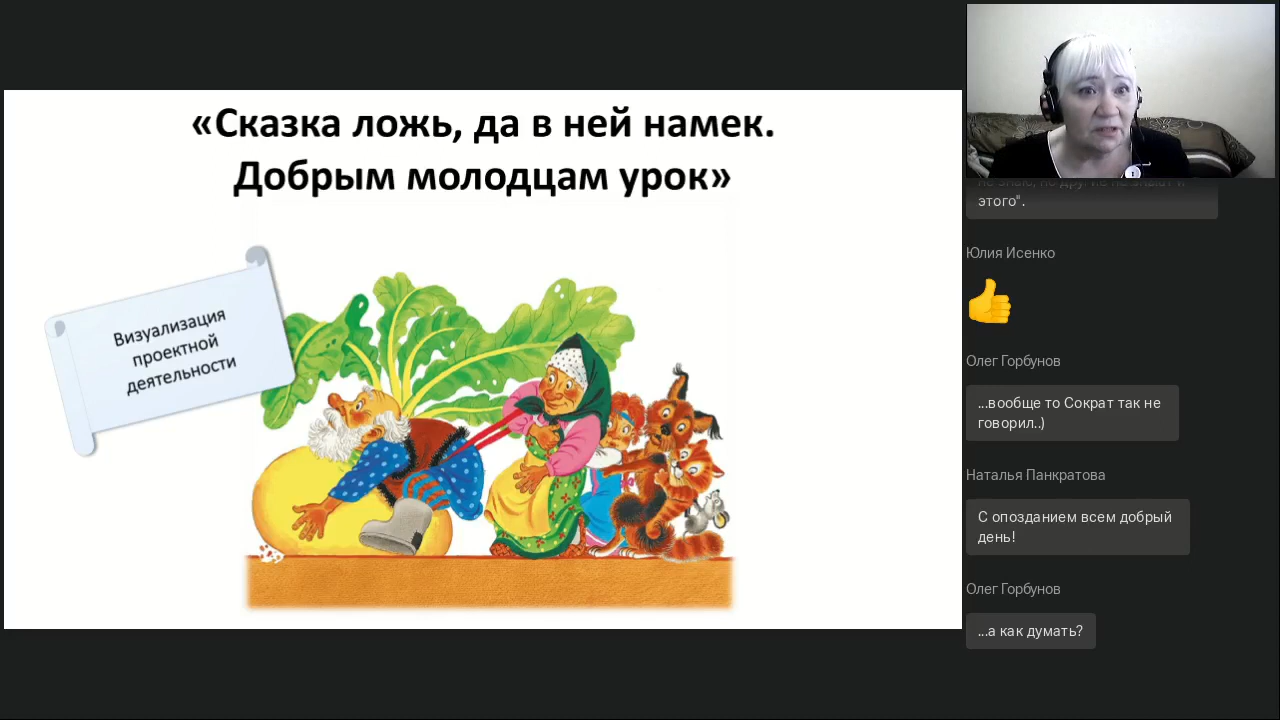 «Сказка ложь, да в ней намек.
Добрым молодцам урок»
Визуализация
проектной
деятельности
этого".
Юлия Исенко
Олег Горбунов
...вообще то Сократ так не
говорил..)
Наталья Панкратова
С опозданием всем добрый
день!
Олег Горбунов
...а как думать?